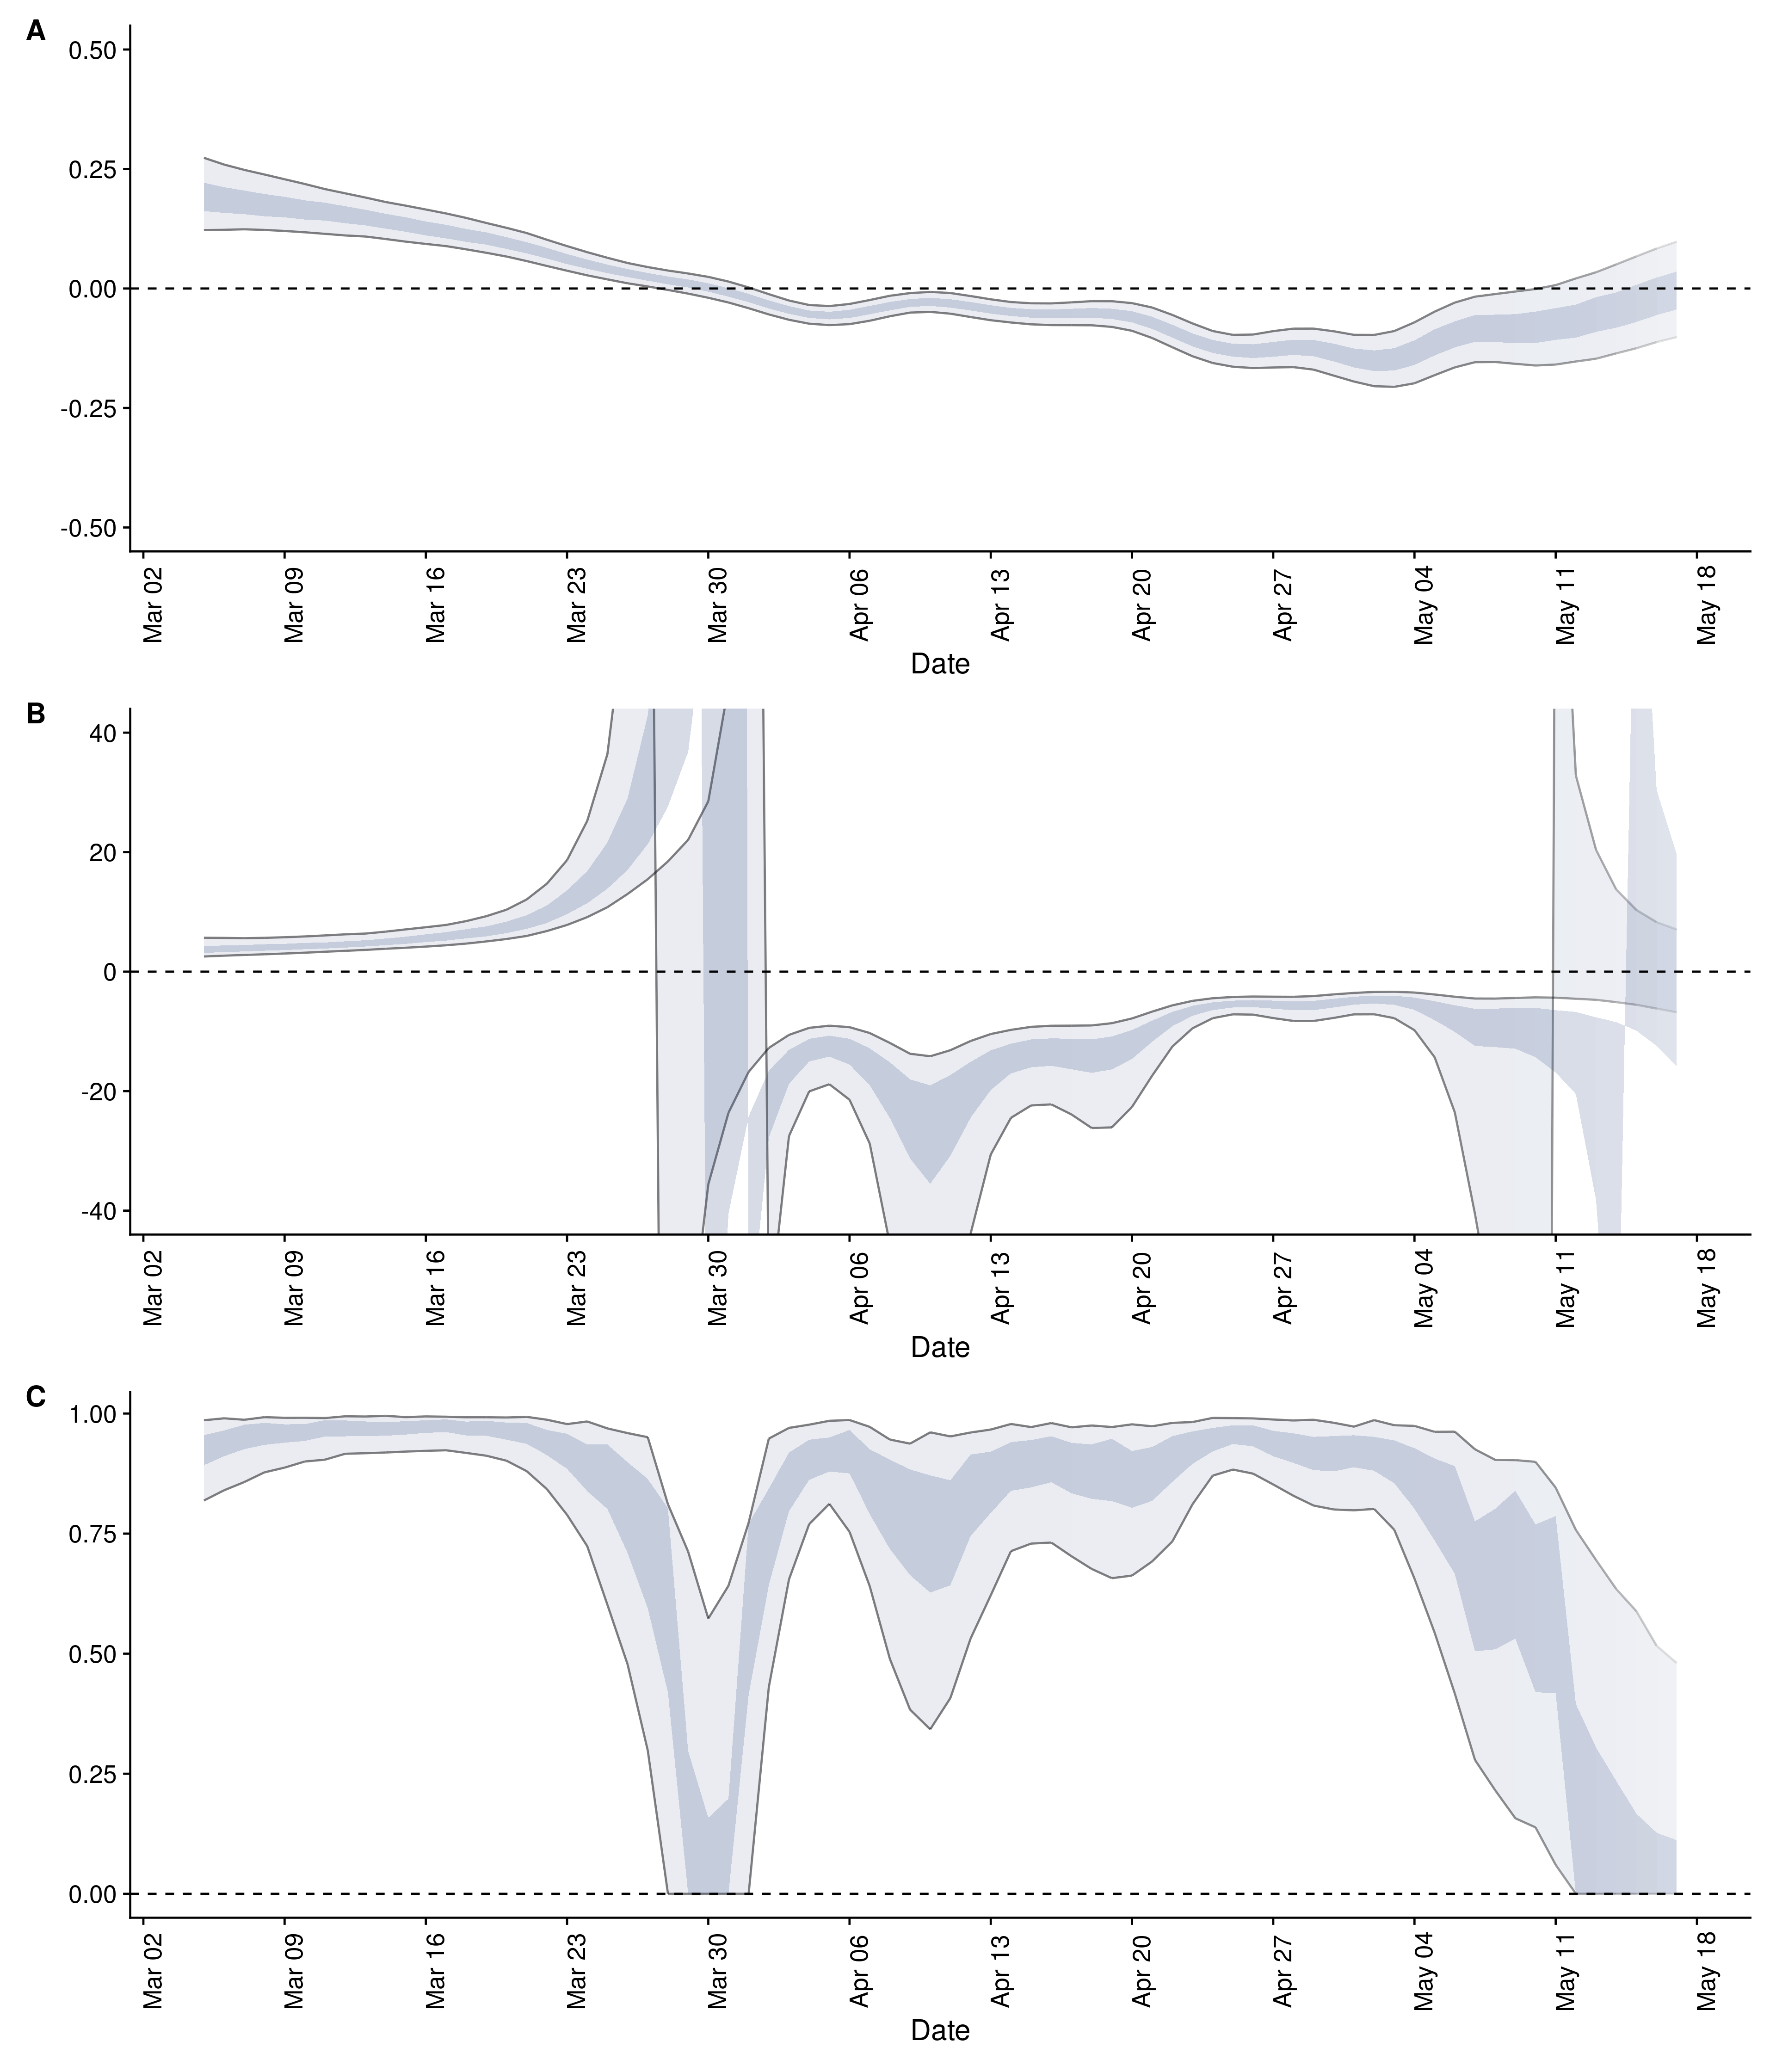 A
0.50
0.25
0.00
-0.25
-0.50
Mar 02
Mar 09
Mar 16
Mar 23
Mar 30
Apr 06
Apr 13
Apr 20
Apr 27
May 04
May 11
May 18
Date
B
40
20
0
-20
-40
Mar 02
Mar 09
Mar 16
Mar 23
Mar 30
Apr 06
Apr 13
Apr 20
Apr 27
May 04
May 11
May 18
Date
C
1.00
0.75
0.50
0.25
0.00
Mar 02
Mar 09
Mar 16
Mar 23
Mar 30
Apr 06
Apr 13
Apr 20
Apr 27
May 04
May 11
May 18
Date